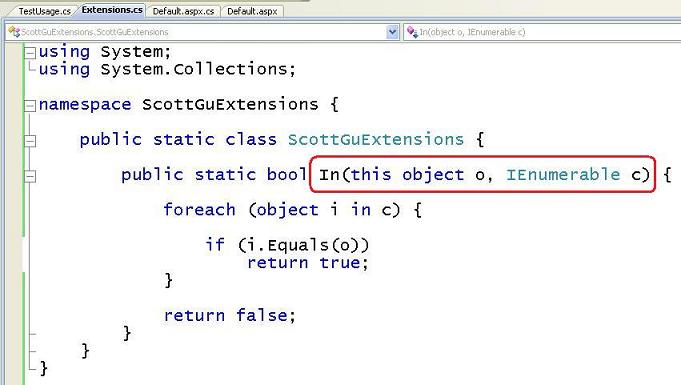 TestUsage.cs Extensions.cs Default.aspx.cs Default.aspx
ScottGuExtensions.ScottGuExtensions In(object o, IEnumerable c)
using System;
using System.Collections;
namespace ScottGuExtensions {
public static class ScottGuExtensions {
public static bool In(this object o, IEnumerable c) {
foreach (object i in c) {
if (i.Equals(o))
return true;
}
return false;
}
}
}